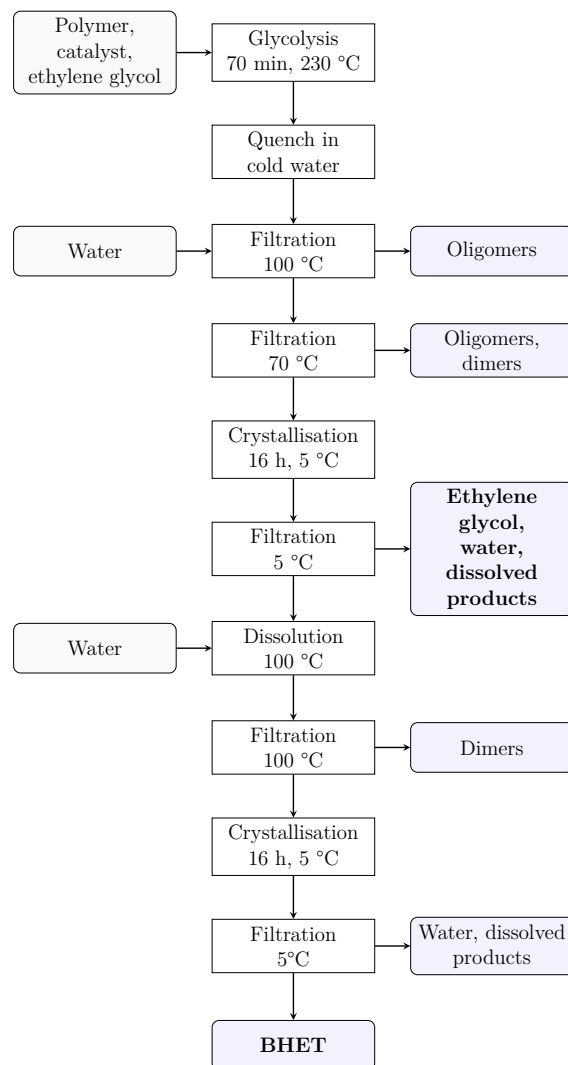 Polymer,
catalyst,
ethylene glycol
Glycolysis
70 min, 230 °C
Quench in
cold water
Water
Filtration
100 °C
Oligomers
Filtration
70 °C
Oligomers,
dimers
Crystallisation
16 h, 5 °C
Filtration
5 °C
Ethylene
glycol,
water,
dissolved
products
Water
Dissolution
100 °C
Filtration
100 °C
Dimers
Crystallisation
16 h, 5 °C
Filtration
5°C
Water, dissolved
products
BHET